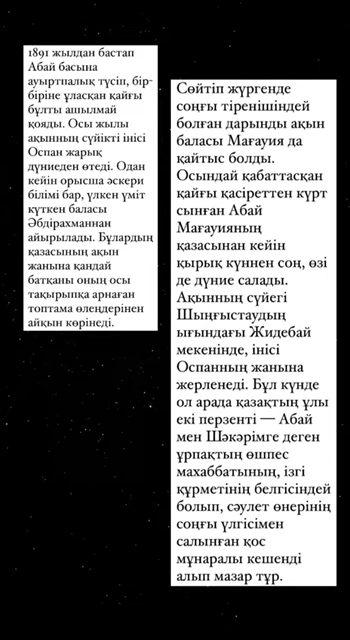 1891 жылдан бастап
Абай басына
ауыртпалық түсіп, бір-
біріне ұласқан қайғы
бұлты ашылмай
қояды. Осы жылы
ақынның сүйікті інісі
Оспан жарық
дүниеден өтеді. Одан
кейін орысша әскери
білімі бар, үлкен үміт
күткен баласы
Әбдірахманнан
айырылады. Бұлардың
қазасының ақын
жанына қандай
батқаны оның осы
тақырыпқа арнаған
топтама өлеңдерінен
айқын көрінеді.
Сөйтіп жүргенде
соңғы тіренішіндей
болған дарынды ақын
баласы Мағауия да
қайтыс болды.
Осындай қабаттасқан
қайғы қасіреттен күрт
сынған Абай
Мағауияның
қазасынан кейін
қырық күннен соң, өзі
де дүние салады.
Ақынның сүйегі
Шыңғыстаудың
ығындағы Жидебай
мекенінде, інісі
Оспанның жанына
жерленеді. Бұл күнде
ол арада қазақтың ұлы
екі перзенті — Абай
мен Шәкәрімге деген
ұрпақтың өшпес
махаббатының, ізгі
құрметінің белгісіндей
болып, сәулет өнерінің
соңғы үлгісімен
салынған қос
мұнаралы кешенді
алып мазар тұр.